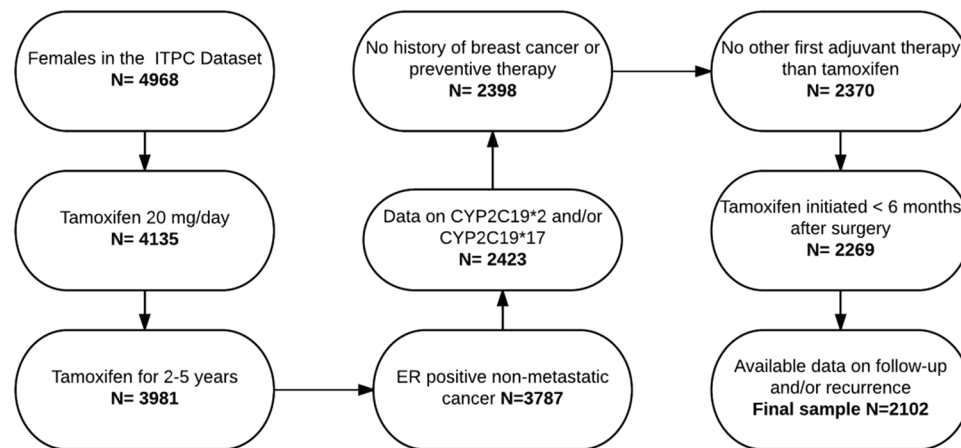 Females in the ITPC Dataset
N= 4968
Tamoxifen 20 mg/day
N= 4135
Tamoxifen for 2-5 years
N= 3981
ER positive non-metastatic
cancer N=3787
Data on CYP2C19*2 and/or
CYP2C19*17
N= 2423
No history of breast cancer or
preventive therapy
N= 2398
No other first adjuvant therapy
than tamoxifen
N= 2370
Tamoxifen initiated < 6 months
after surgery
N= 2269
Available data on follow-up
and/or recurrence
Final sample N=2102